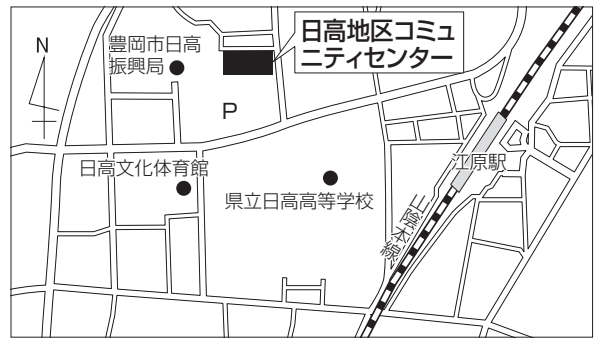 N
豊岡市日高
振興局
日高地区コミュ
ニティセンター
P
日高文化体育館
県立日高高等学校
江原駅
山陰本線